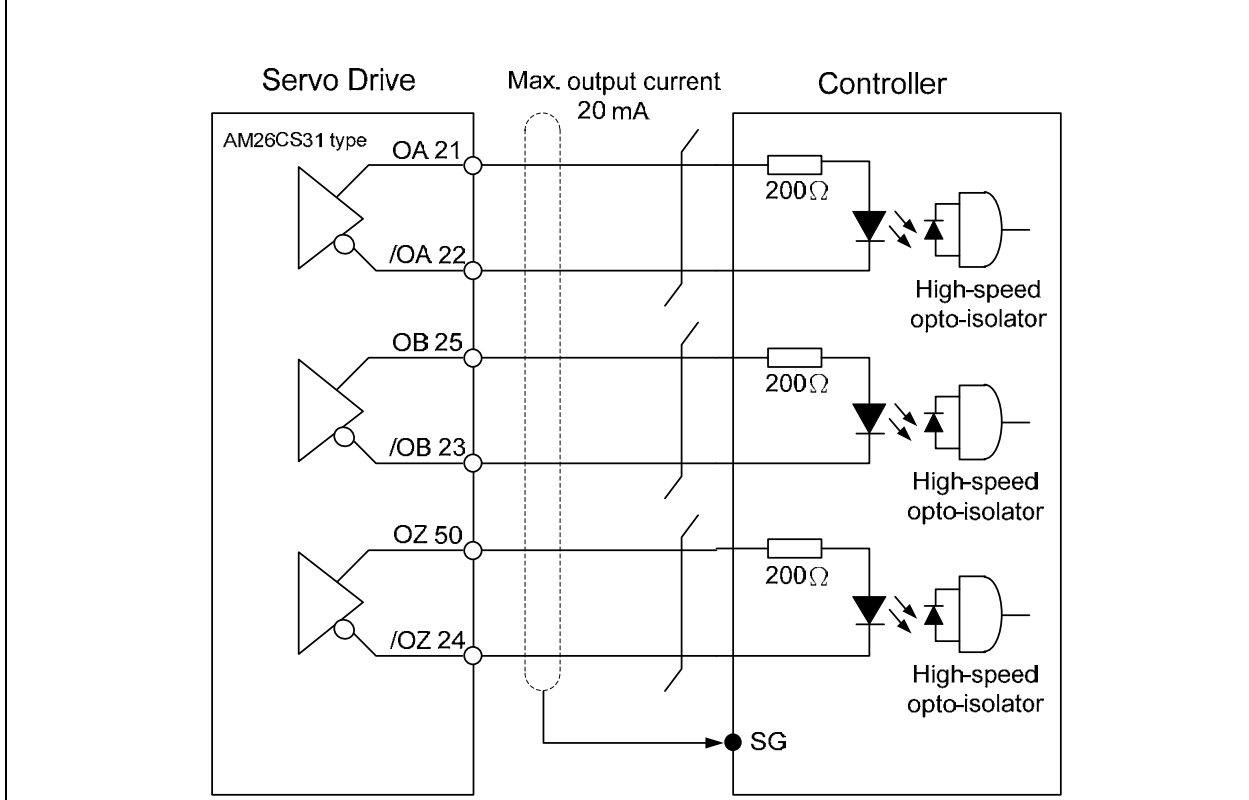 Servo Drive
Max. output current
20 mA
Controller
AM26CS31 type
OA 21
200Ω
/OA 22
High-speed
opto-isolator
OB 25
200Ω
/OB 23
High-speed
opto-isolator
OZ 50
200Ω
/OZ 24
High-speed
opto-isolator
SG